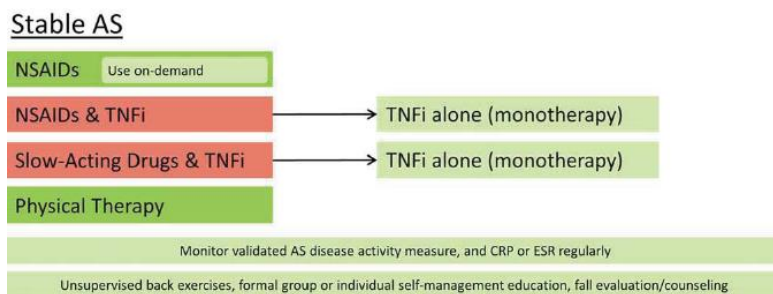 Stable AS
NSAIDs Use on-demand
NSAIDs & TNFi TNFi alone (monotherapy)
Slow-Acting Drugs & TNFi TNFi alone (monotherapy)
Physical Therapy
Monitor validated AS disease activity measure, and CRP or ESR regularly
Unsupervised back exercises, formal group or individual self-management education, fall evaluation/counseling